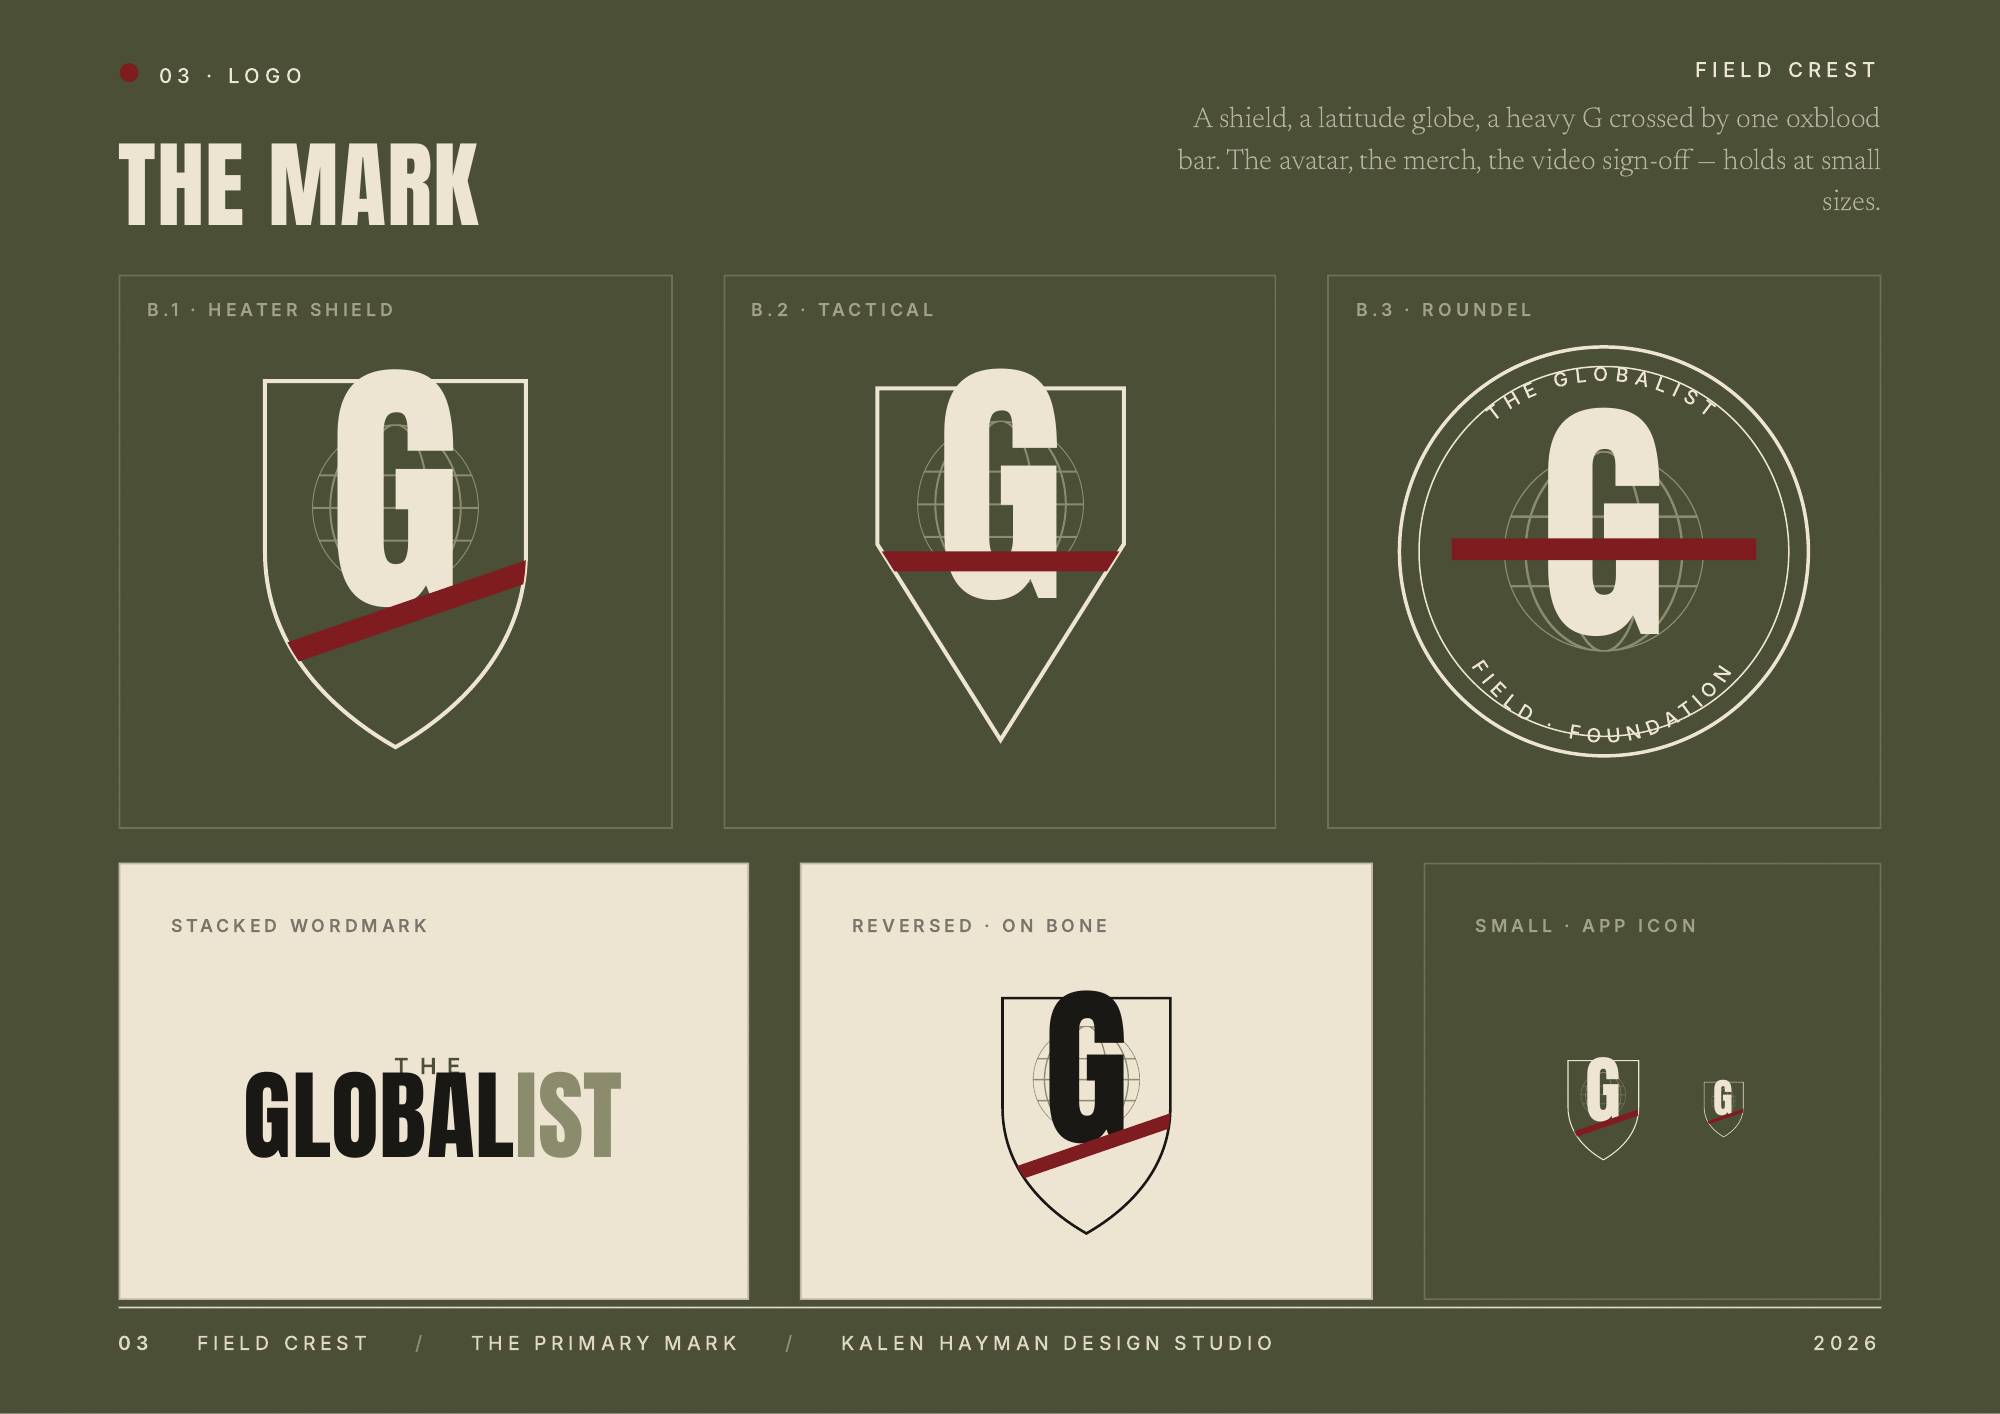 03 · LOGO
THE MARK
FIELD CREST
A shield, a latitude globe, a heavy G crossed by one oxblood
bar. The avatar, the merch, the video sign-off — holds at small
sizes.
B.1 · HEATER SHIELD
G
B.2 · TACTICAL
G
B.3 · ROUNDEL
THE GLOBALIST
G
FIELD · FOUNDATION
STACKED WORDMARK
THE
GLOBALIST
REVERSED · ON BONE
G
SMALL · APP ICON
G
G
03 FIELD CREST / THE PRIMARY MARK / KALEN HAYMAN DESIGN STUDIO 2026